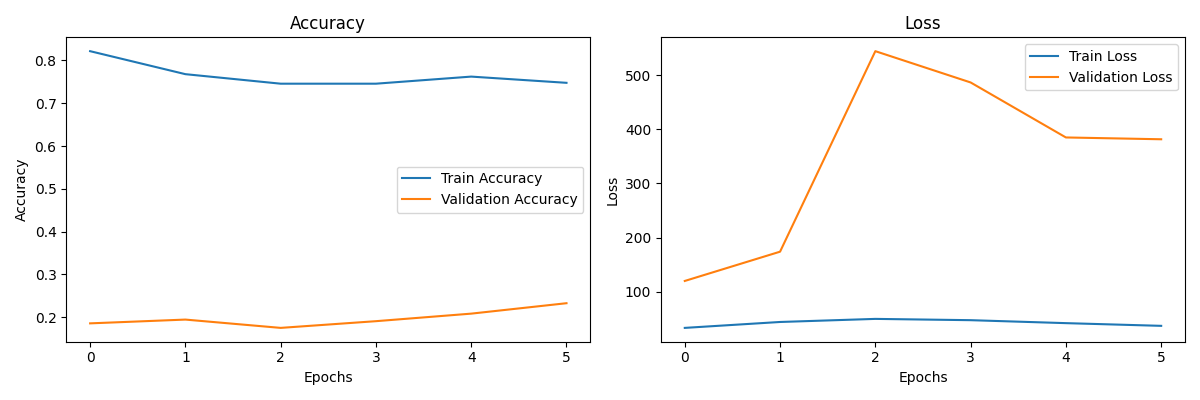 Accuracy
0.8
0.7
0.6
0.5
0.4
0.3
0.2
Accuracy
Train Accuracy
Validation Accuracy
0 1 2 3 4 5
Epochs
Loss
500
400
300
200
100
Loss
Train Loss
Validation Loss
0 1 2 3 4 5
Epochs